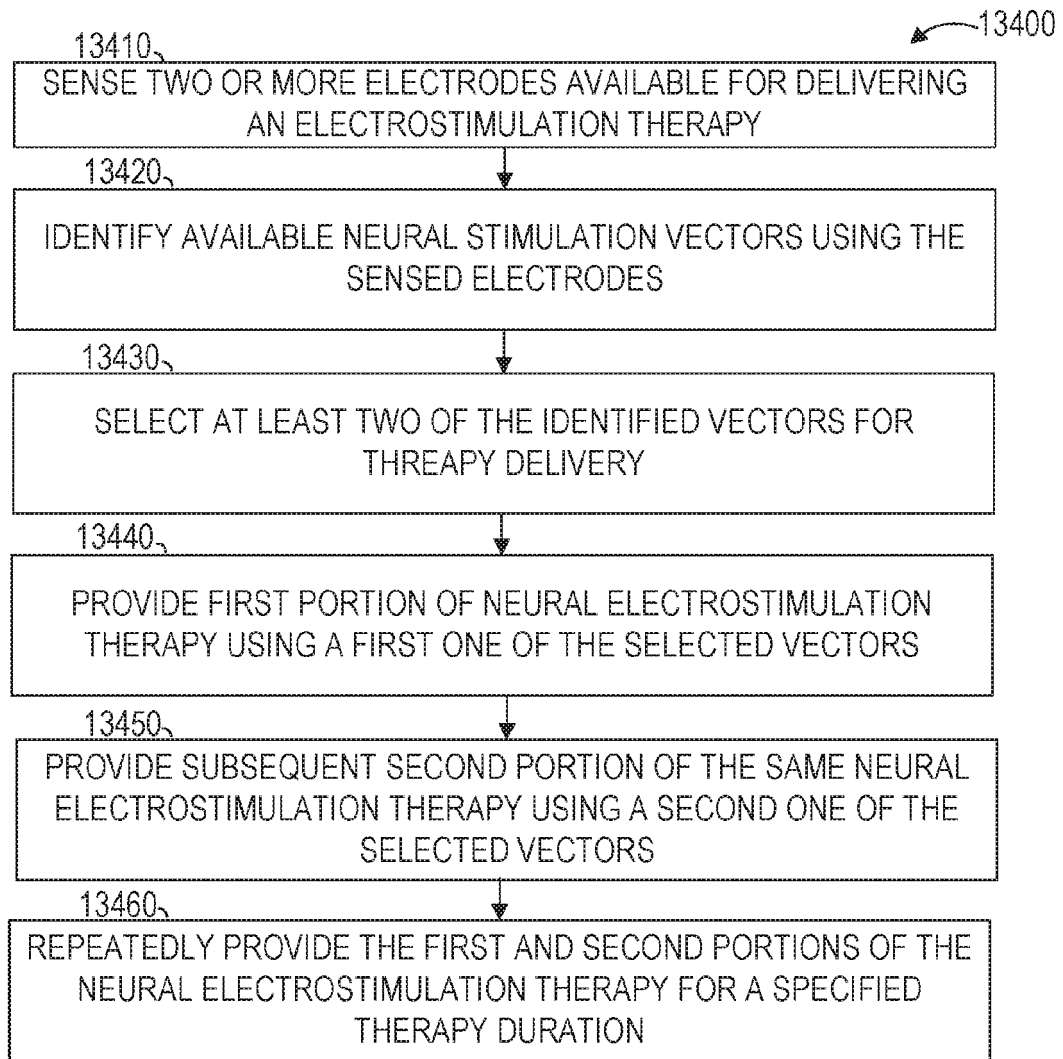 13400
13410
SENSE TWO OR MORE ELECTRODES AVAILABLE FOR DELIVERING
AN ELECTROSTIMULATION THERAPY
13420
IDENTIFY AVAILABLE NEURAL STIMULATION VECTORS USING THE
SENSED ELECTRODES
13430
SELECT AT LEAST TWO OF THE IDENTIFIED VECTORS FOR
THREAPY DELIVERY
13440
PROVIDE FIRST PORTION OF NEURAL ELECTROSTIMULATION
THERAPY USING A FIRST ONE OF THE SELECTED VECTORS
13450
PROVIDE SUBSEQUENT SECOND PORTION OF THE SAME NEURAL
ELECTROSTIMULATION THERAPY USING A SECOND ONE OF THE
SELECTED VECTORS
13460
REPEATEDLY PROVIDE THE FIRST AND SECOND PORTIONS OF THE
NEURAL ELECTROSTIMULATION THERAPY FOR A SPECIFIED
THERAPY DURATION